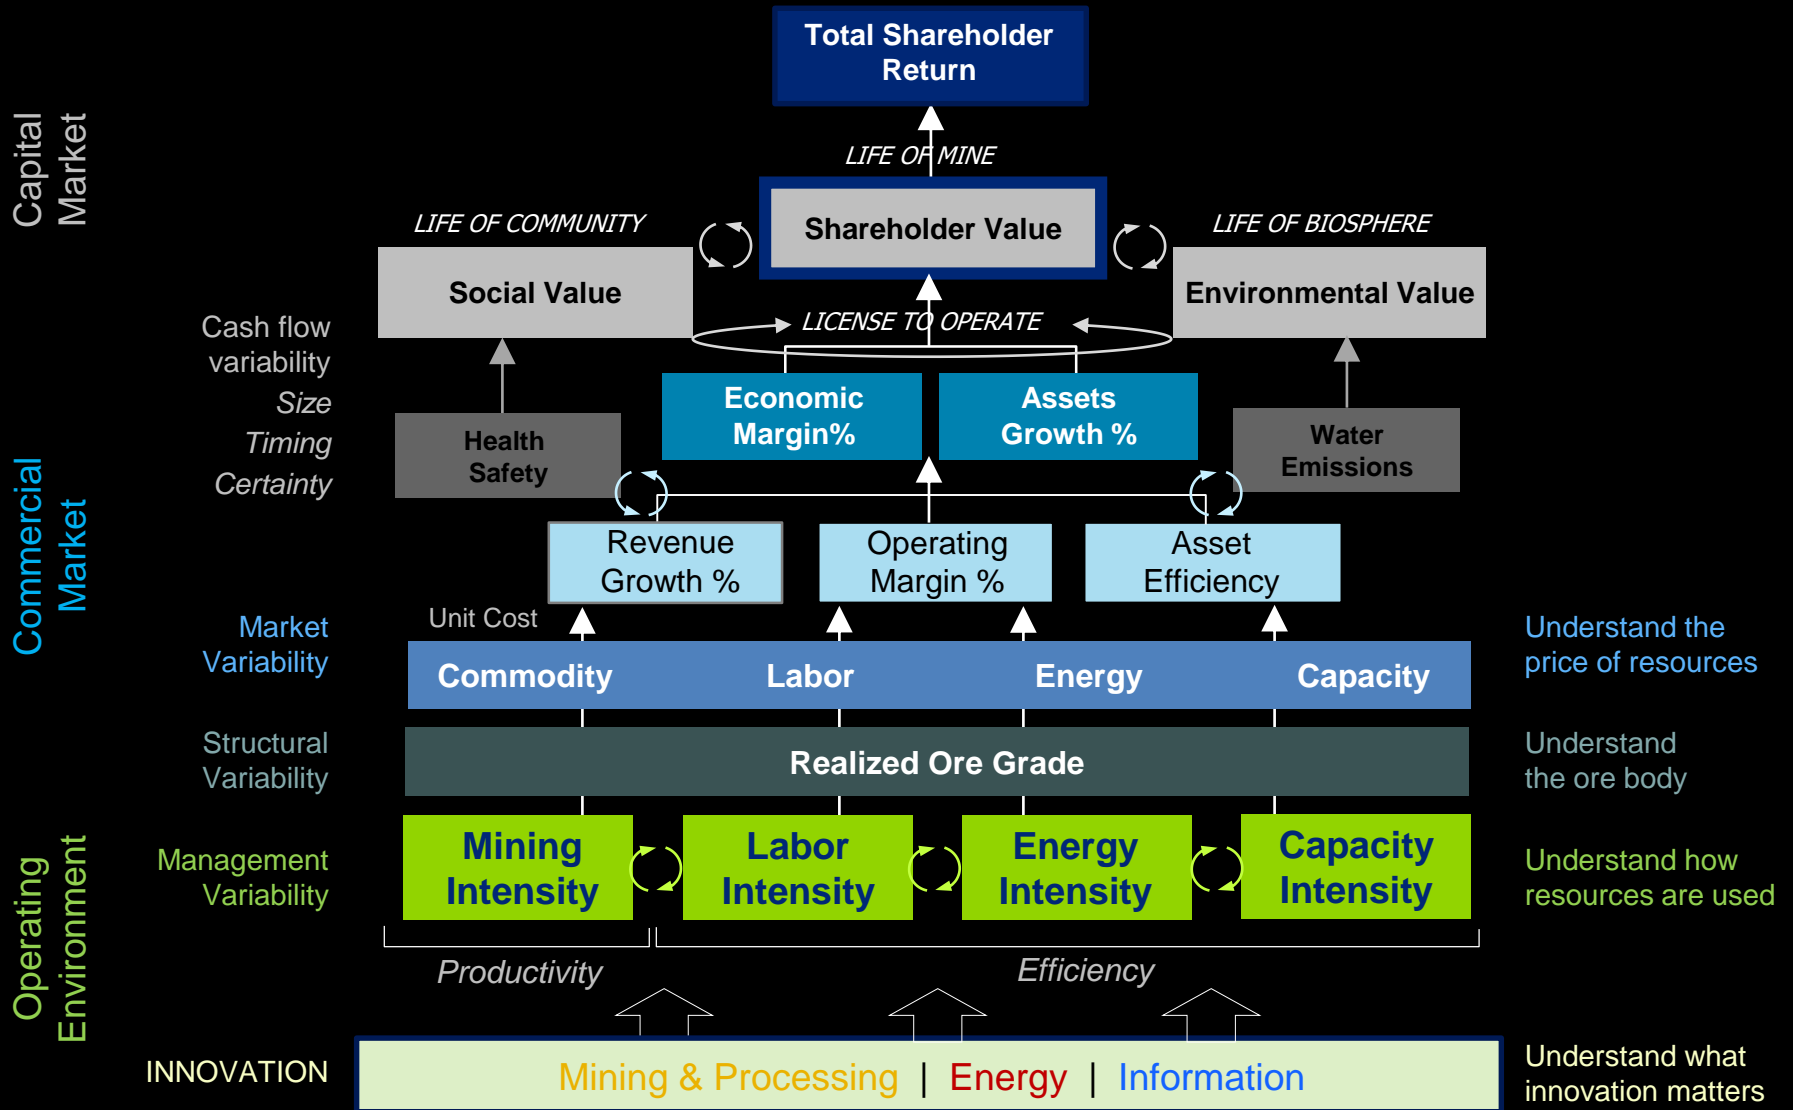 Total Shareholder
Return
Capital
Market
LIFE OF MINE
LIFE OF COMMUNITY
Shareholder Value
LIFE OF BIOSPHERE
Social Value
Environmental Value
LICENSE TO OPERATE
Cash flow
variability
Size
Timing
Certainty
Economic
Margin%
Assets
Growth %
Health
Safety
Water
Emissions
Commercial
Market
Revenue
Growth %
Operating
Margin %
Asset
Efficiency
Unit Cost
Market
Variability
Commodity Labor Energy Capacity
Understand the
price of resources
Structural
Variability
Realized Ore Grade
Understand
the ore body
Operating
Environment
Management
Variability
Mining
Intensity
Labor
Intensity
Energy
Intensity
Capacity
Intensity
Understand how
resources are used
Productivity
Efficiency
INNOVATION
Mining & Processing | Energy | Information
Understand what
innovation matters